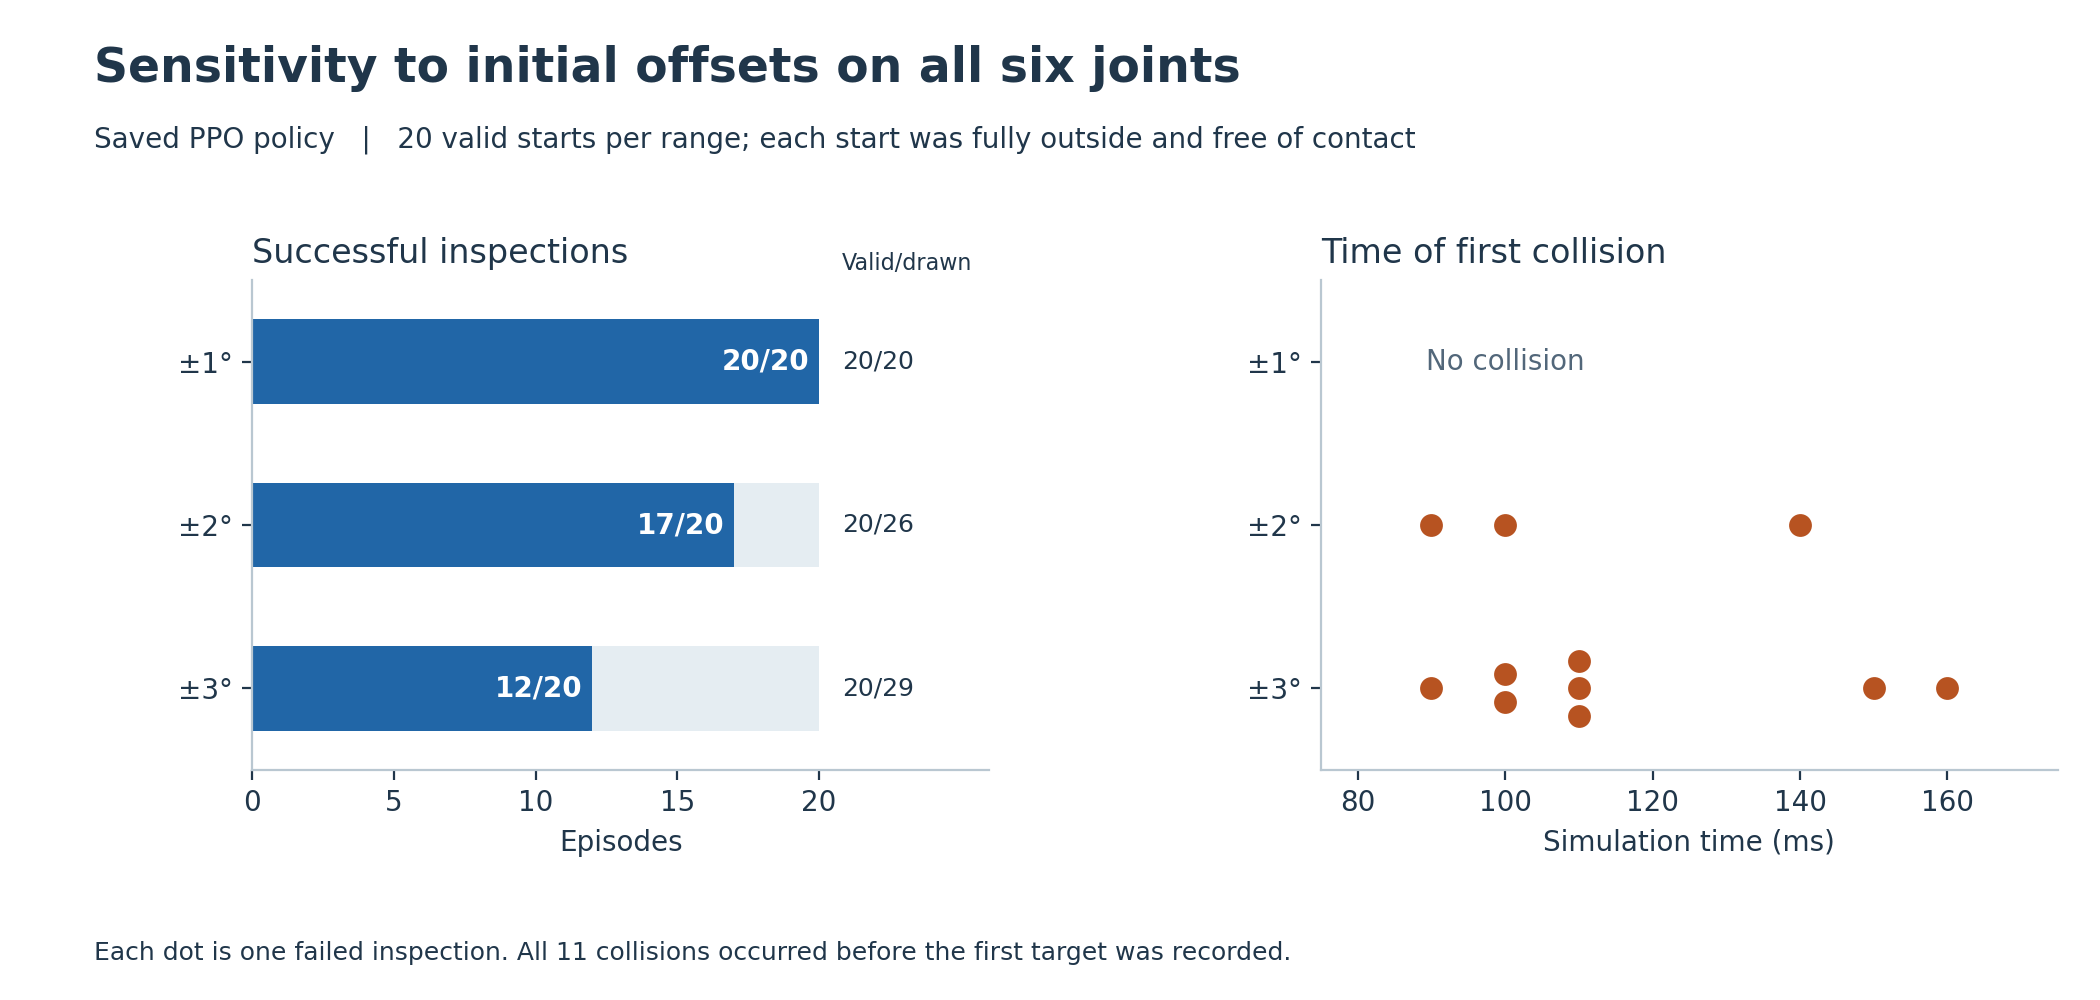 Sensitivity to initial offsets on all six joints
Saved PPO policy | 20 valid starts per range; each start was fully outside and free of contact
Successful inspections
Valid/drawn
±1°
20/20
20/20
±2°
17/20
20/26
±3°
12/20
20/29
0 5 10 15 20
Episodes
Time of first collision
±1°
No collision
±2°
±3°
80 100 120 140 160
Simulation time (ms)
Each dot is one failed inspection. All 11 collisions occurred before the first target was recorded.